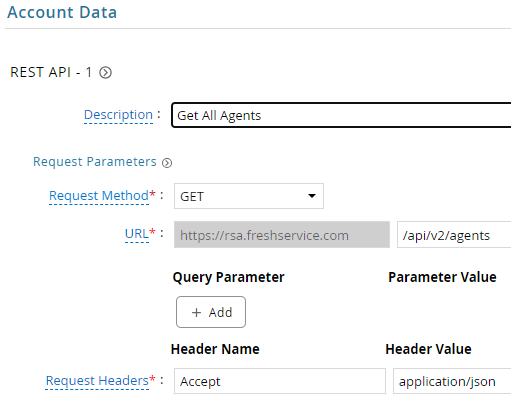 Account Data
REST API - 1
Description :
Get All Agents
Request Parameters
Request Method* :
GET
URL* :
https://rsa.freshservice.com
/api/v2/agents
Query Parameter
Parameter Value
+ Add
Header Name
Header Value
Request Headers* :
Accept
application/json